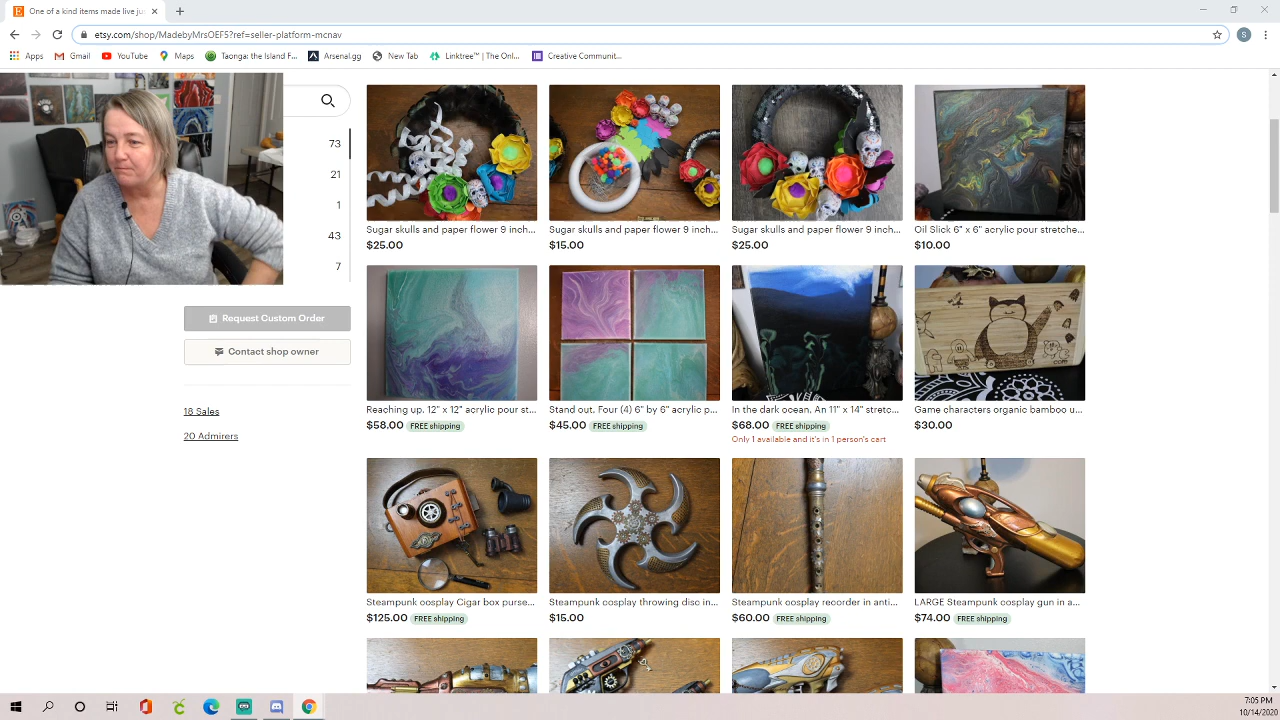 One of a kind items made live ju
etsy.com/shop/MadebyMrsOEFS?ref=seller-platform-mcnav
S
Apps Gmail YouTube Maps Taonga: the Island F... Arsenal.gg New Tab Linktree™ | The Onl... Creative Communit...
73
21
1
43
7
Request Custom Order
Contact shop owner
18 Sales
20 Admirers
Sugar skulls and paper flower 9 inch...
$25.00
Sugar skulls and paper flower 9 inch...
$15.00
Sugar skulls and paper flower 9 inch...
$25.00
Oil Slick 6" x 6" acrylic pour stretche...
$10.00
Reaching up. 12" x 12" acrylic pour st...
$58.00 FREE shipping
Stand out. Four (4) 6" by 6" acrylic p...
$45.00 FREE shipping
In the dark ocean. An 11" x 14" stretc...
$68.00 FREE shipping
Only 1 available and it's in 1 person's cart
Game characters organic bamboo u...
$30.00
Steampunk cosplay Cigar box purse...
$125.00 FREE shipping
Steampunk cosplay throwing disc in...
$15.00
Steampunk cosplay recorder in anti...
$60.00 FREE shipping
LARGE Steampunk cosplay gun in a...
$74.00 FREE shipping
7:05 PM
10/14/2020